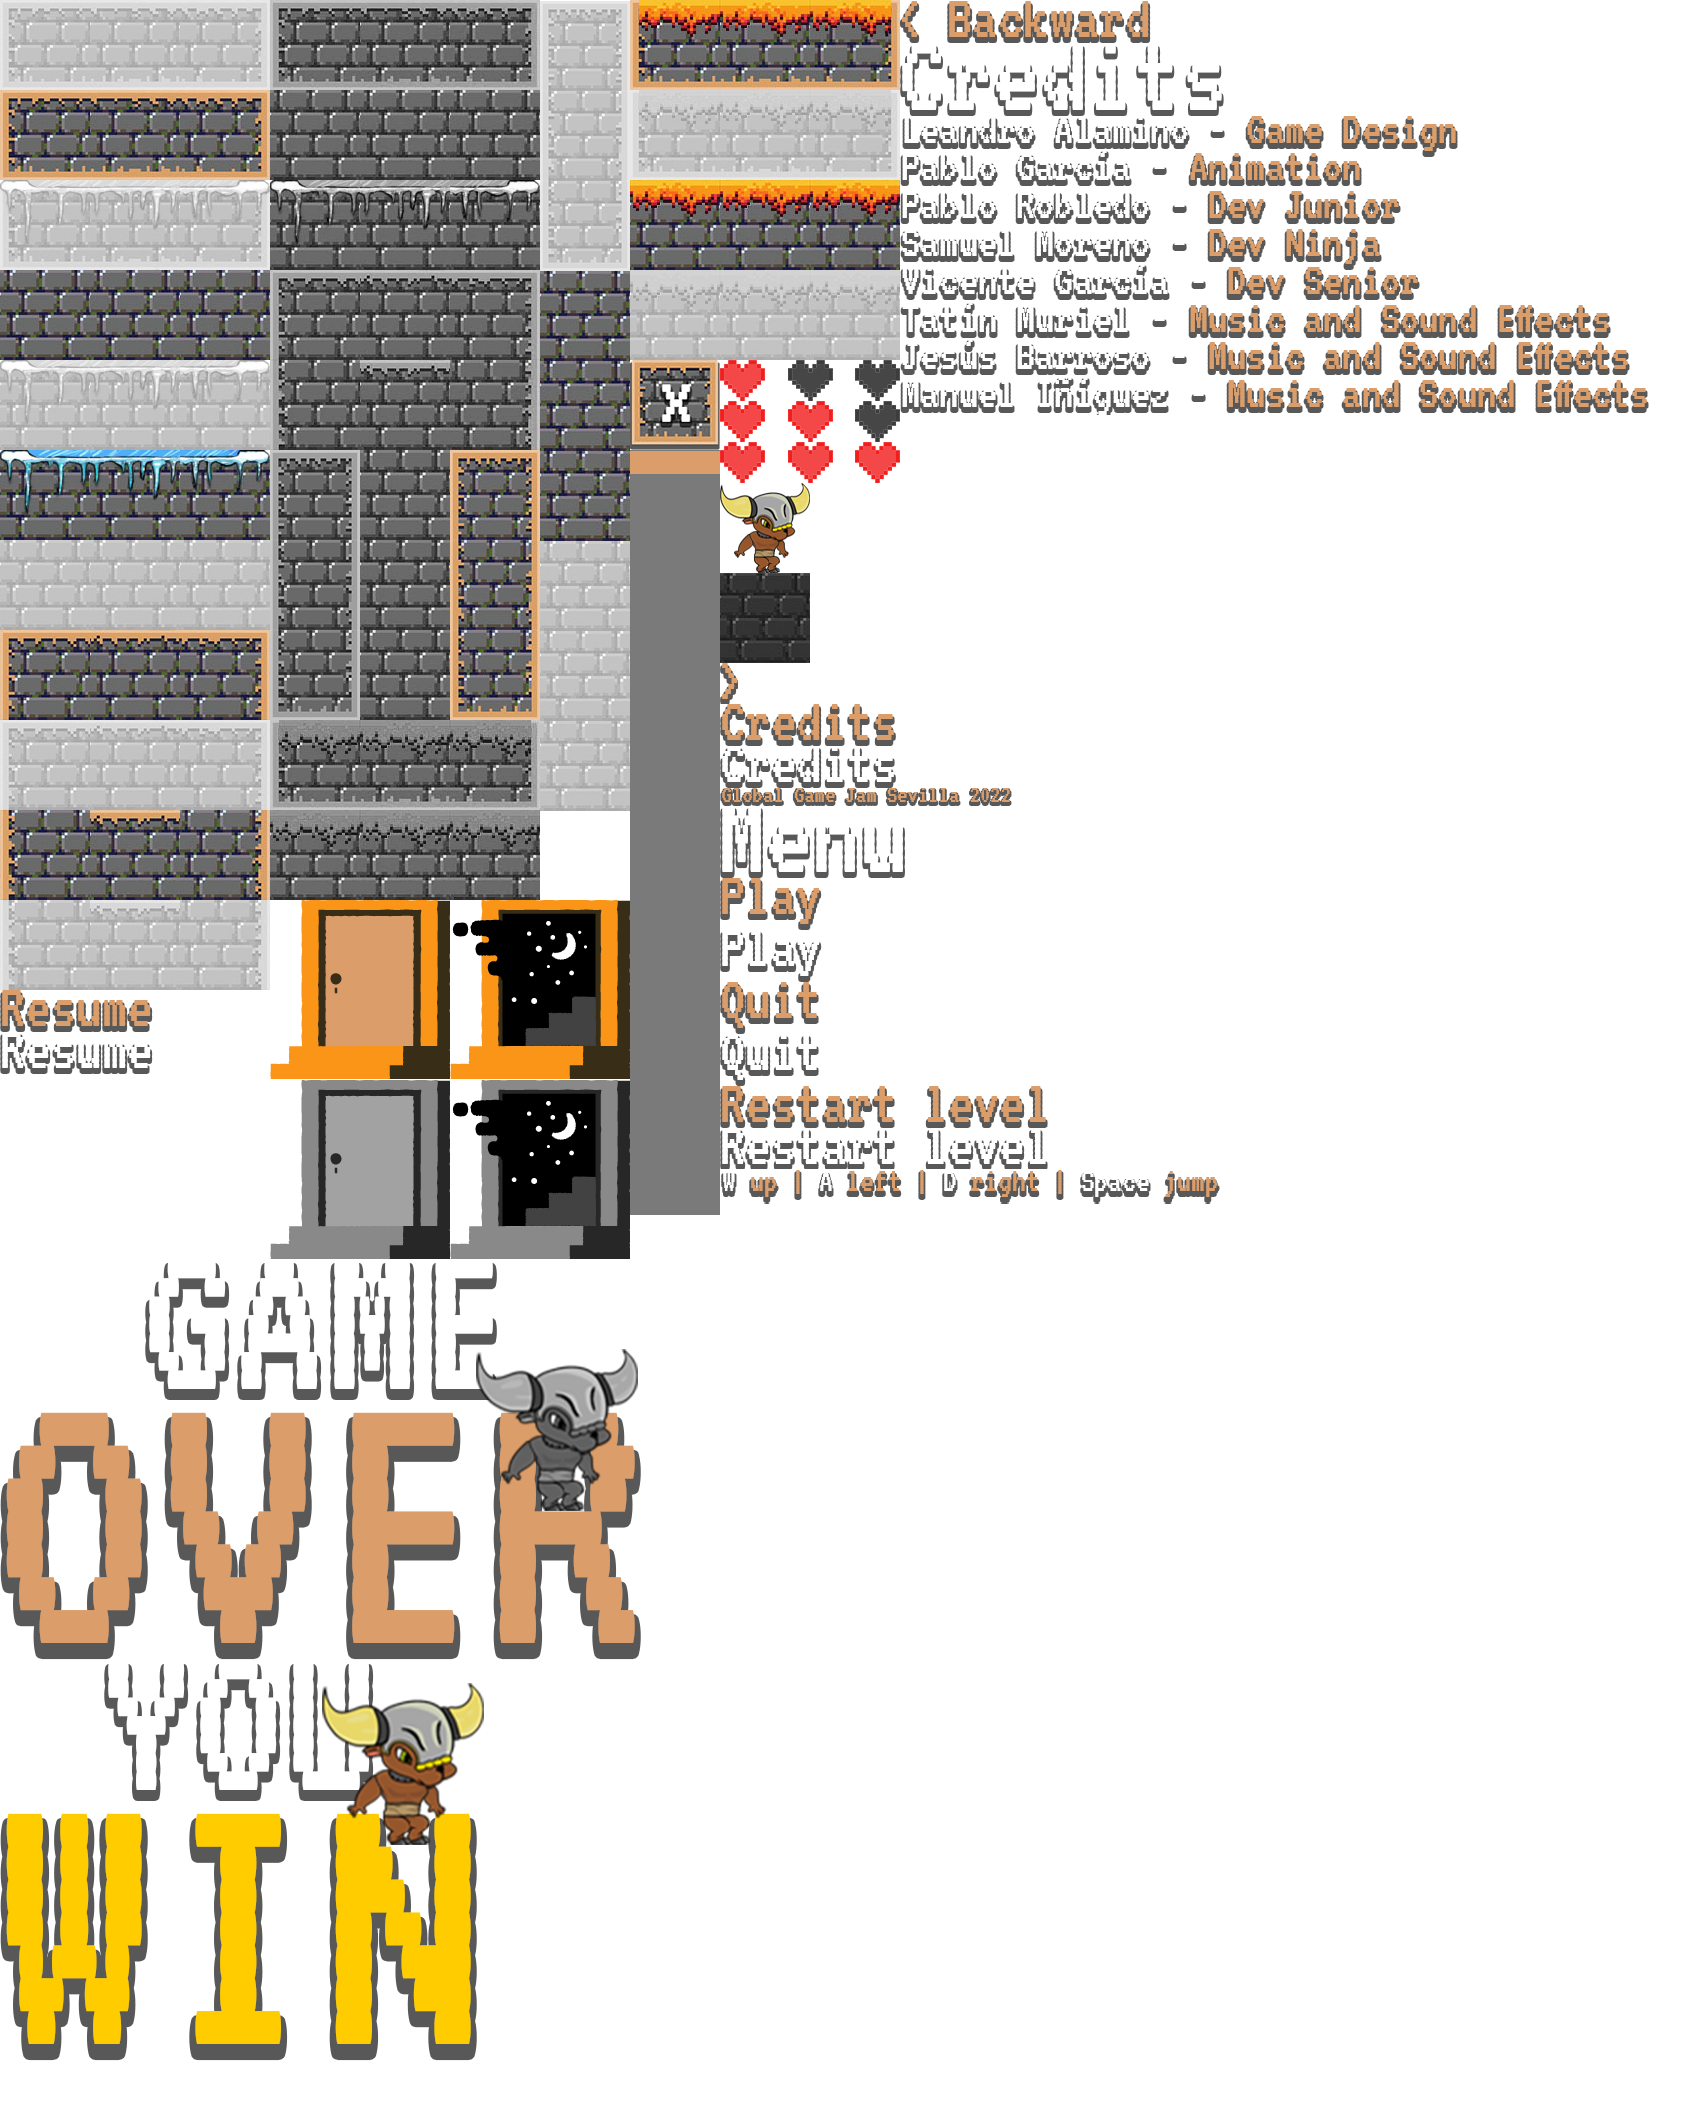 < Backward
Credits
Leandro Alamino - Game Design
Pablo García - Animation
Pablo Robledo - Dev Junior
Samuel Moreno - Dev Ninja
Vicente García - Dev Senior
Tatín Muriel - Music and Sound Effects
Jesús Barroso - Music and Sound Effects
Manuel Iñiguez - Music and Sound Effects
X
>
Credits
Credits
Global Game Jam Sevilla 2022
Menu
Play
Play
Quit
Quit
Restart level
Restart level
W up | A left | D right | Space jump
Resume
Resume
GAME
OVER
YOU
WIN